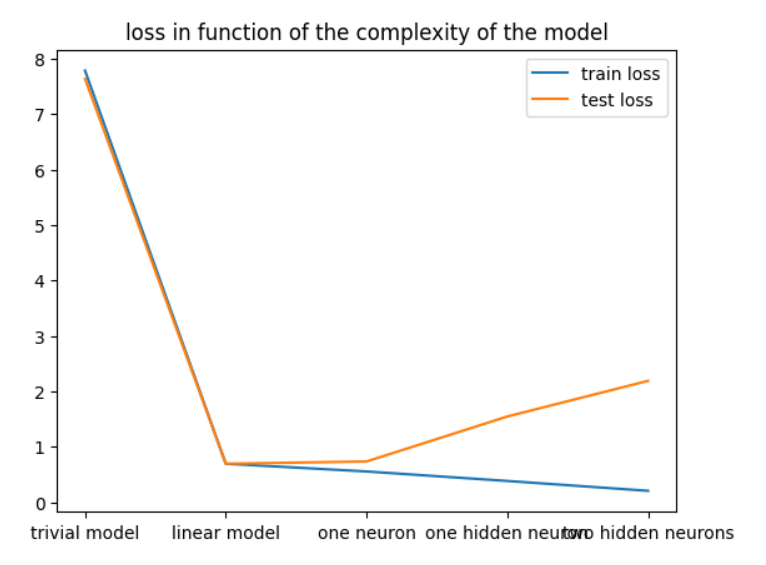 loss in function of the complexity of the model
train loss
test loss
8
7
6
5
4
3
2
1
0
trivial model
linear model
one neuron
one hidden neuron
two hidden neurons